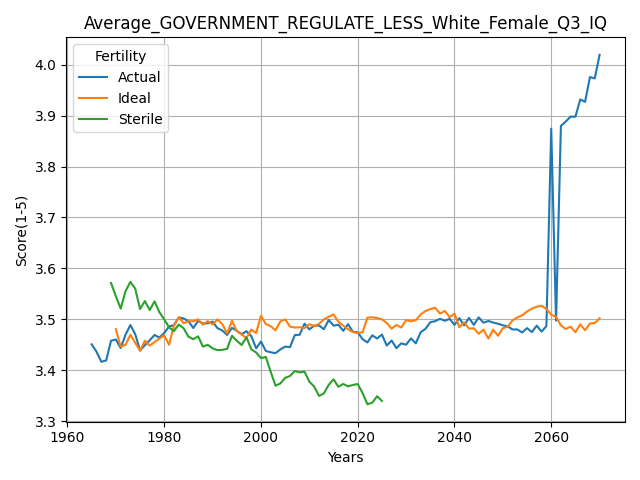 Average_GOVERNMENT_REGULATE_LESS_White_Female_Q3_IQ
Fertility
Actual
Ideal
Sterile
Score(1-5)
4.0
3.9
3.8
3.7
3.6
3.5
3.4
3.3
1960
1980
2000
2020
2040
2060
Years